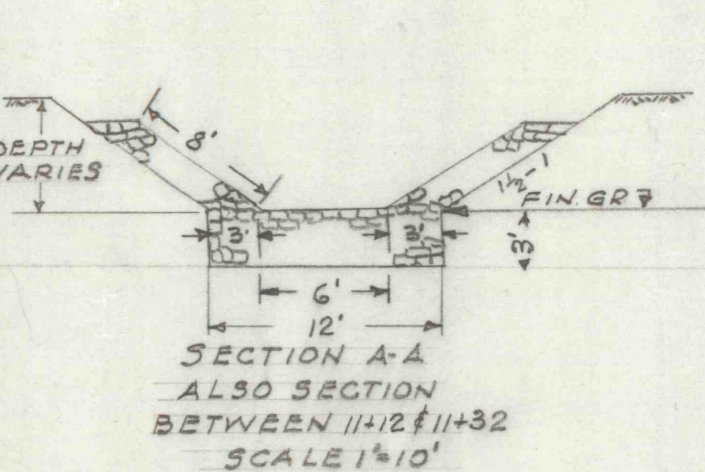 8'
DEPTH
VARIES
1½-1
FIN. GR
3'
3'
3'
6'
12'
SECTION A-A
ALSO SECTION
BETWEEN 11+12 & 11+32
SCALE 1"=10'